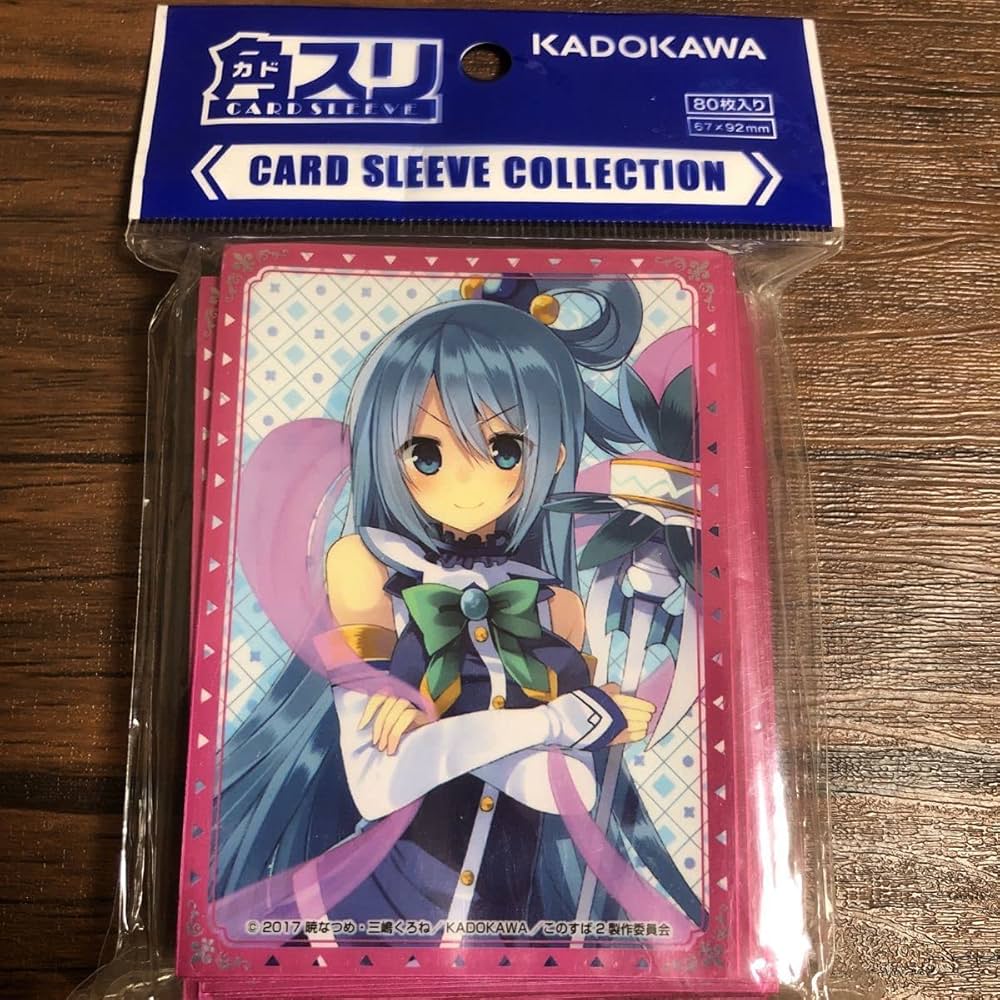 角スリ
カド
CARD SLEEVE
KADOKAWA
80枚入り
67×92mm
CARD SLEEVE COLLECTION
© 2017 暁なつめ・三嶋くろね／KADOKAWA／このすば2製作委員会